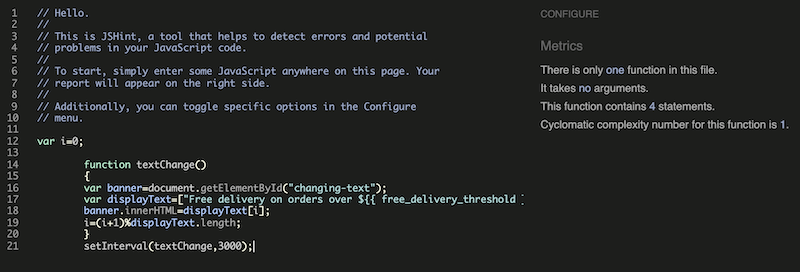 1 // Hello.
2 //
3 // This is JSHint, a tool that helps to detect errors and potential
4 // problems in your JavaScript code.
5 //
6 // To start, simply enter some JavaScript anywhere on this page. Your
7 // report will appear on the right side.
8 //
9 // Additionally, you can toggle specific options in the Configure
10 // menu.
11
12 var i=0;
13
14 function textChange()
15 {
16 var banner=document.getElementById("changing-text");
17 var displayText=["Free delivery on orders over ${{ free_delivery_threshold }
18 banner.innerHTML=displayText[i];
19 i=(i+1)%displayText.length;
20 }
21 setInterval(textChange,3000);
CONFIGURE
Metrics
There is only one function in this file.
It takes no arguments.
This function contains 4 statements.
Cyclomatic complexity number for this function is 1.